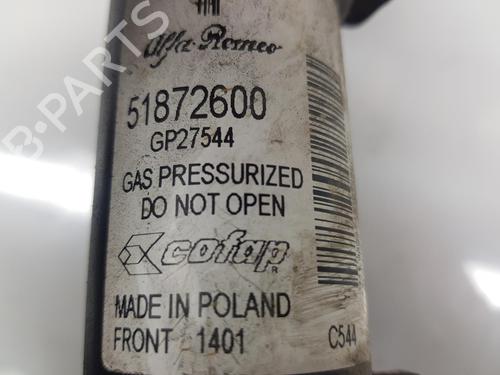 Alfa-Romeo
51872600
GP27544
GAS PRESSURIZED
DO NOT OPEN
cofap R
MADE IN POLAND
FRONT 1401
C544
B-PARTS